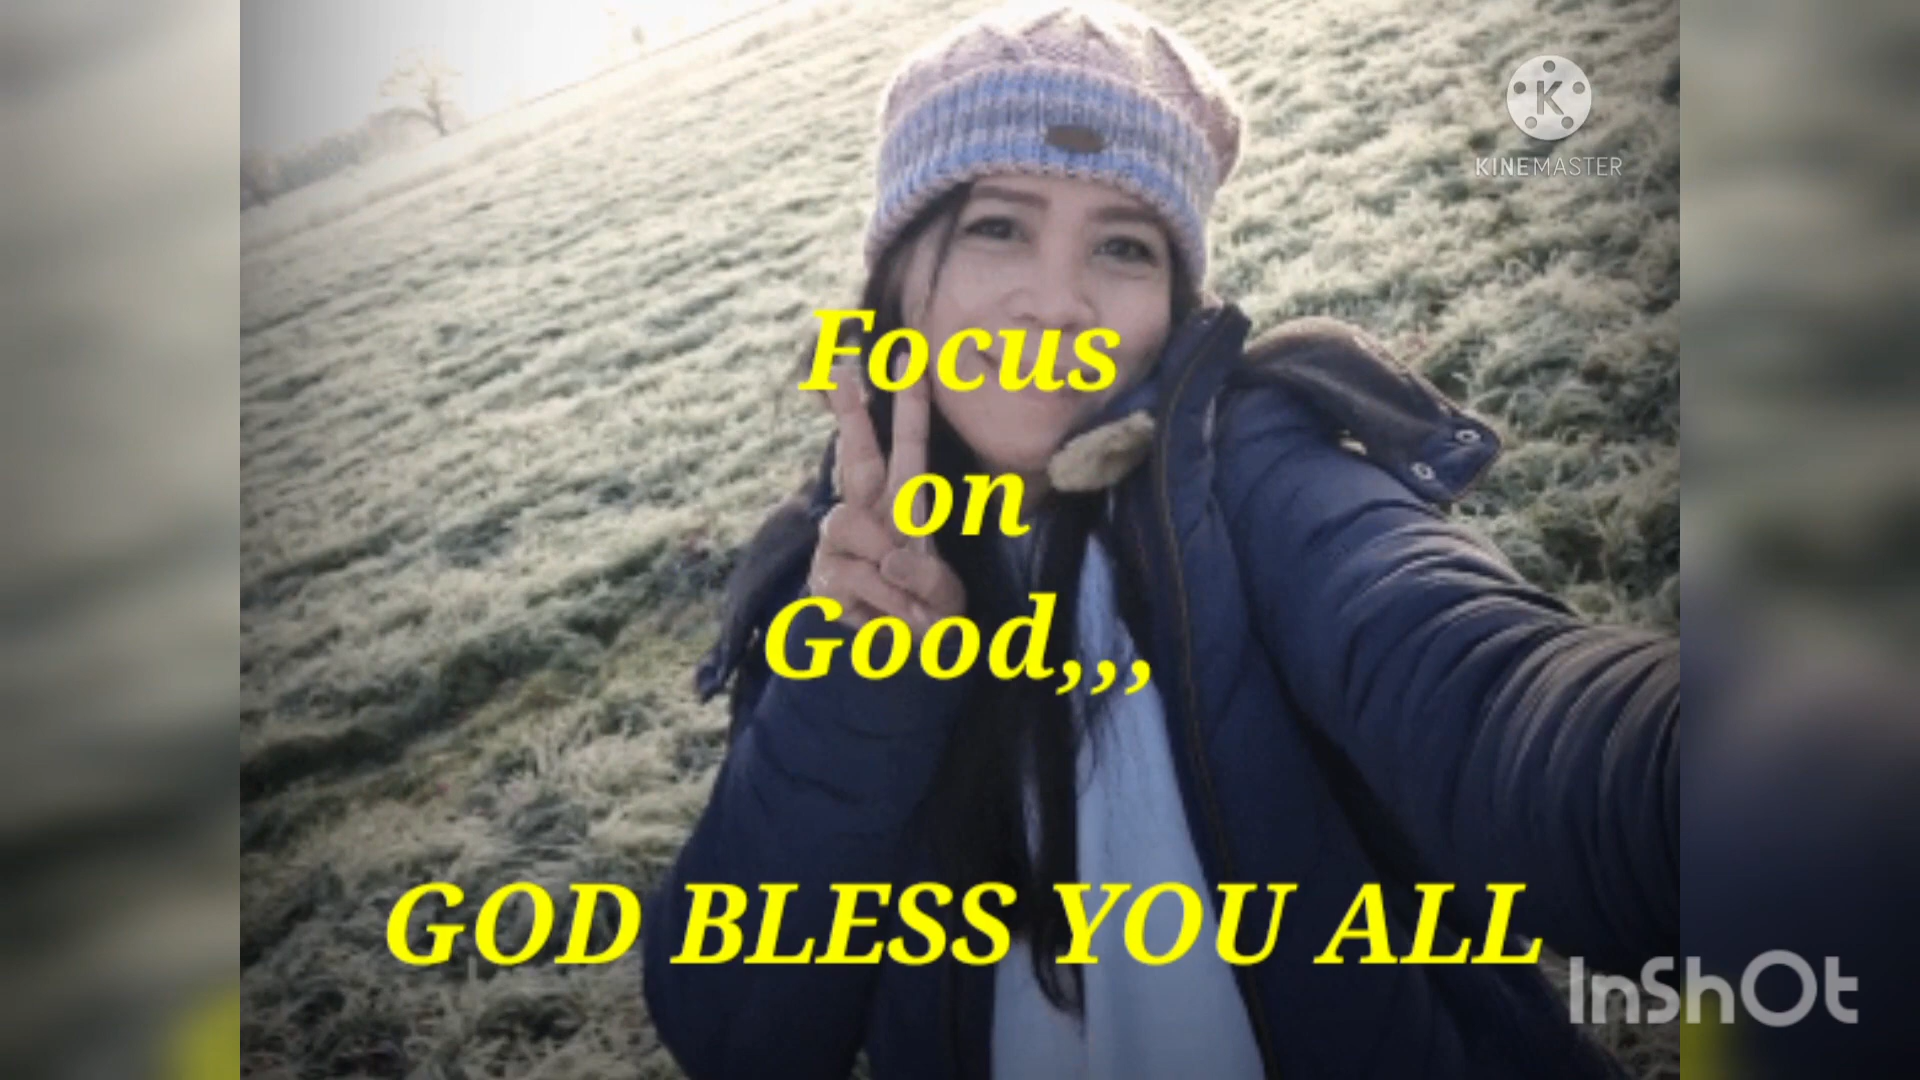 K
KINEMASTER
Focus
on
Good,,,
GOD BLESS YOU ALL
InShOt